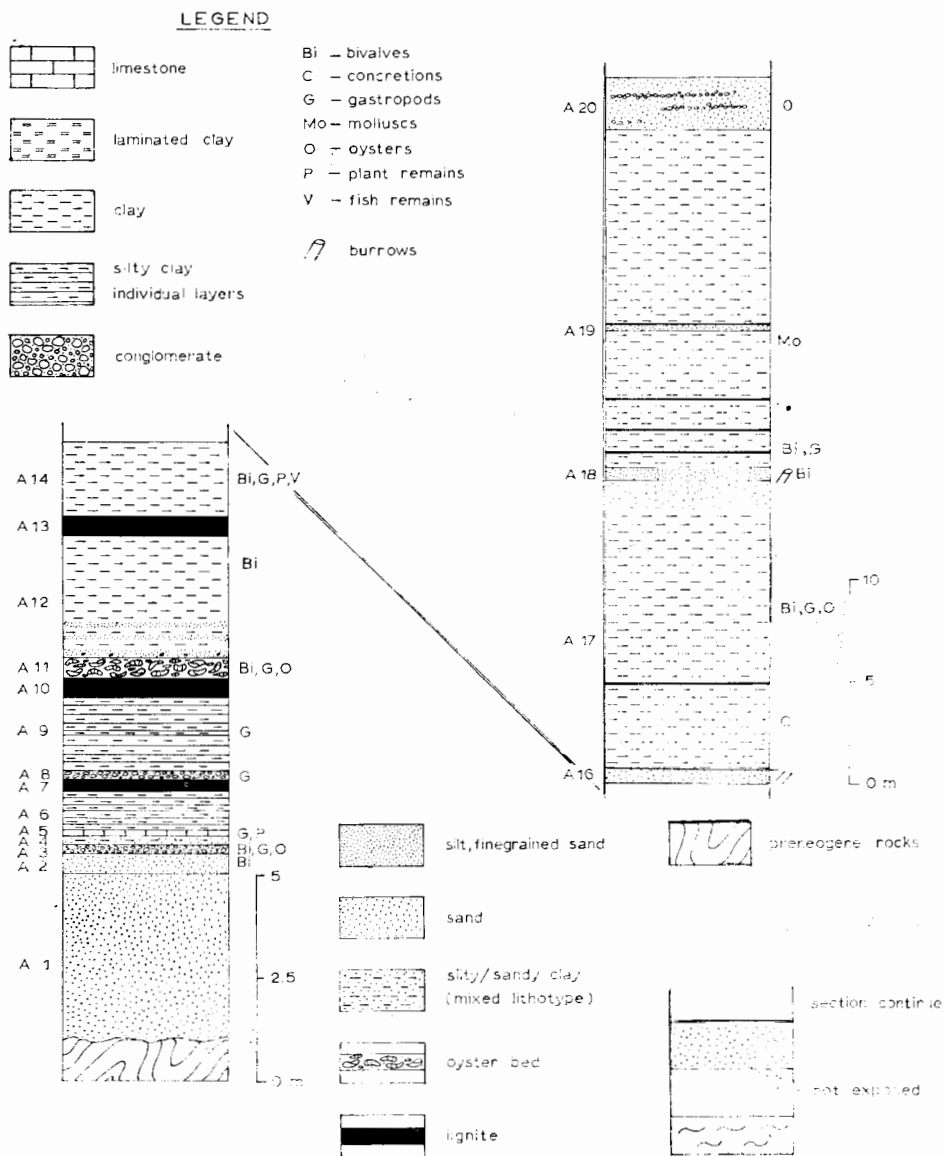 LEGEND
limestone
laminated clay
clay
silty clay
individual layers
conglomerate
Bi – bivalves
C – concretions
G – gastropods
Mo – molluscs
O – oysters
P – plant remains
V – fish remains
burrows
A 14
Bi,G,P,V
A 13
Bi
A 12
A 11
Bi,G,O
A 10
A 9
G
A 8
G
A 7
A 6
A 5
G,P
A 4
A 3
Bi,G,O
A 2
Bi
5
A 1
2.5
0 m
A 20
O
A 19
Mo
Bi,G
A 18
Bi
10
Bi,G,O
A 17
5
C
A 16
0 m
silt,finegrained sand
sand
silty/sandy clay
(mixed lithotype)
oyster bed
lignite
preneogene rocks
section continue
not exposed